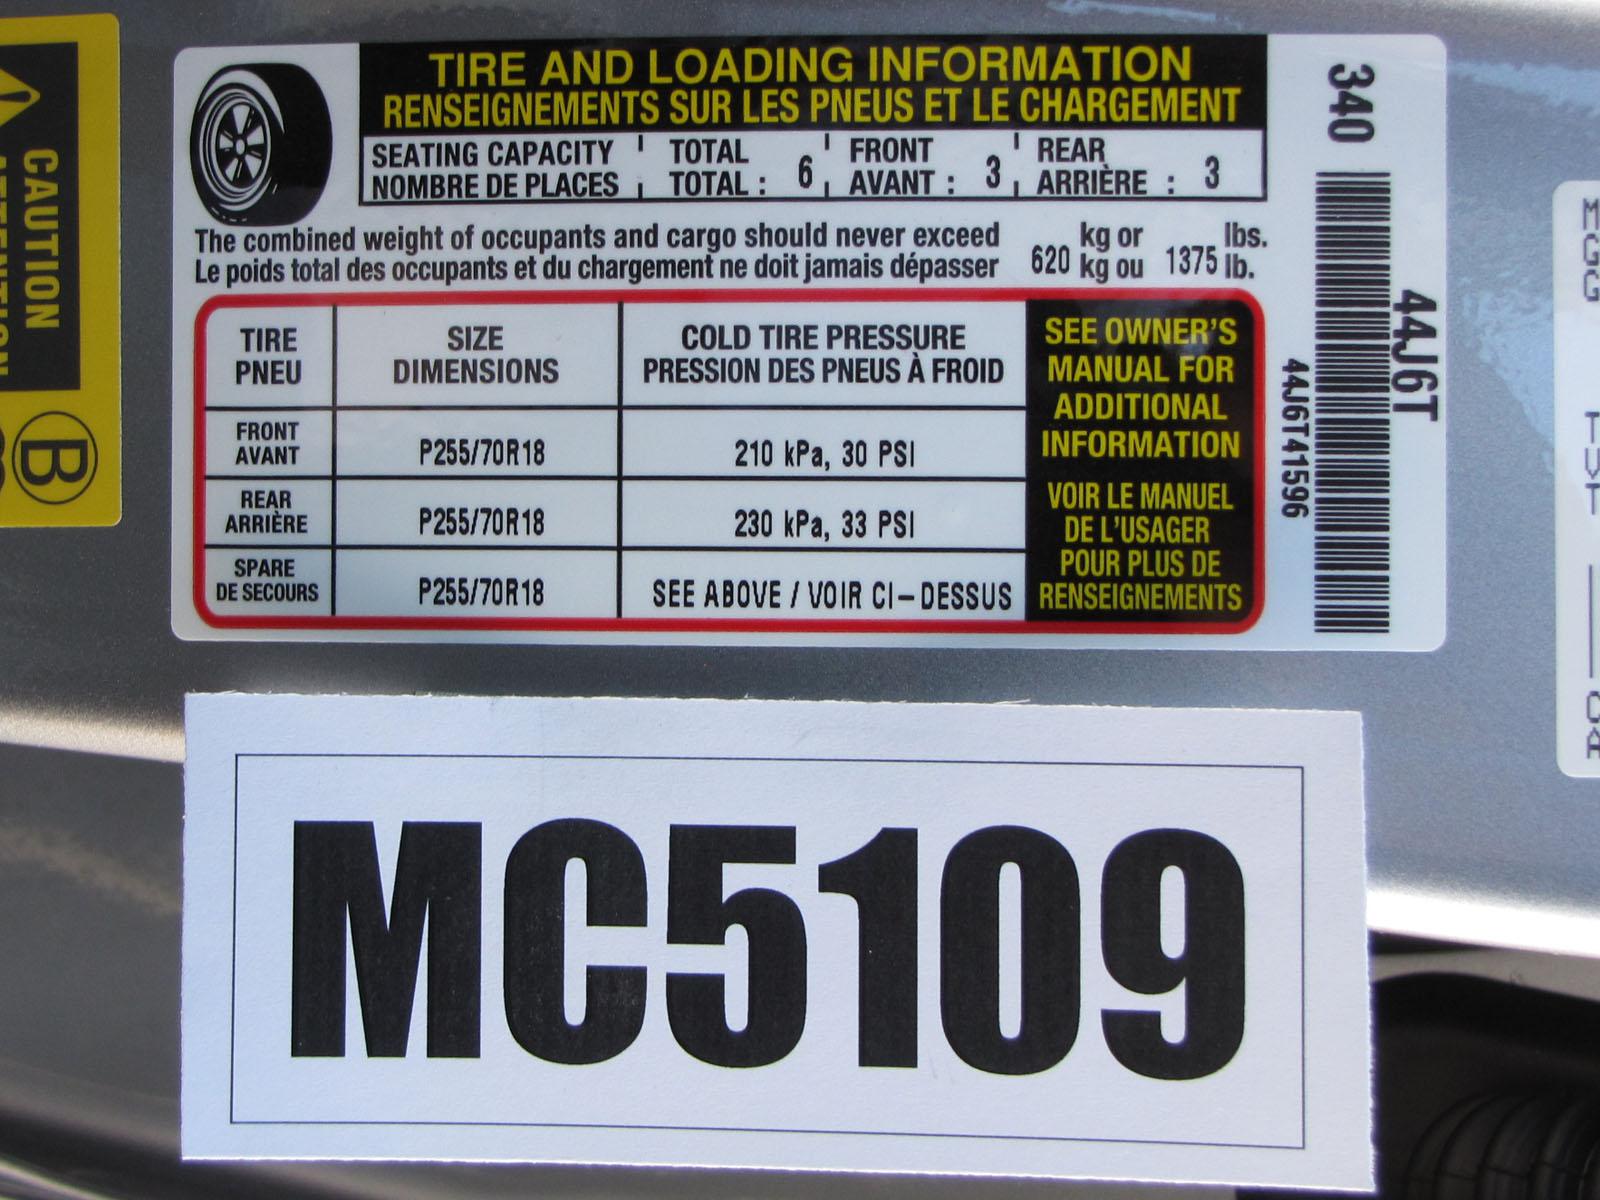 CAUTION
ATTENTION
B
TIRE AND LOADING INFORMATION
RENSEIGNEMENTS SUR LES PNEUS ET LE CHARGEMENT
SEATING CAPACITY TOTAL FRONT REAR
NOMBRE DE PLACES TOTAL : 6 AVANT : 3 ARRIÈRE : 3
The combined weight of occupants and cargo should never exceed 620 kg or 1375 lbs.
Le poids total des occupants et du chargement ne doit jamais dépasser kg ou lb.
TIRE SIZE COLD TIRE PRESSURE
PNEU DIMENSIONS PRESSION DES PNEUS À FROID
FRONT
AVANT P255/70R18 210 kPa, 30 PSI
REAR
ARRIÈRE P255/70R18 230 kPa, 33 PSI
SPARE
DE SECOURS P255/70R18 SEE ABOVE / VOIR CI-DESSUS
SEE OWNER'S
MANUAL FOR
ADDITIONAL
INFORMATION
VOIR LE MANUEL
DE L'USAGER
POUR PLUS DE
RENSEIGNEMENTS
340
44J6T
44J6T41596
MC5109